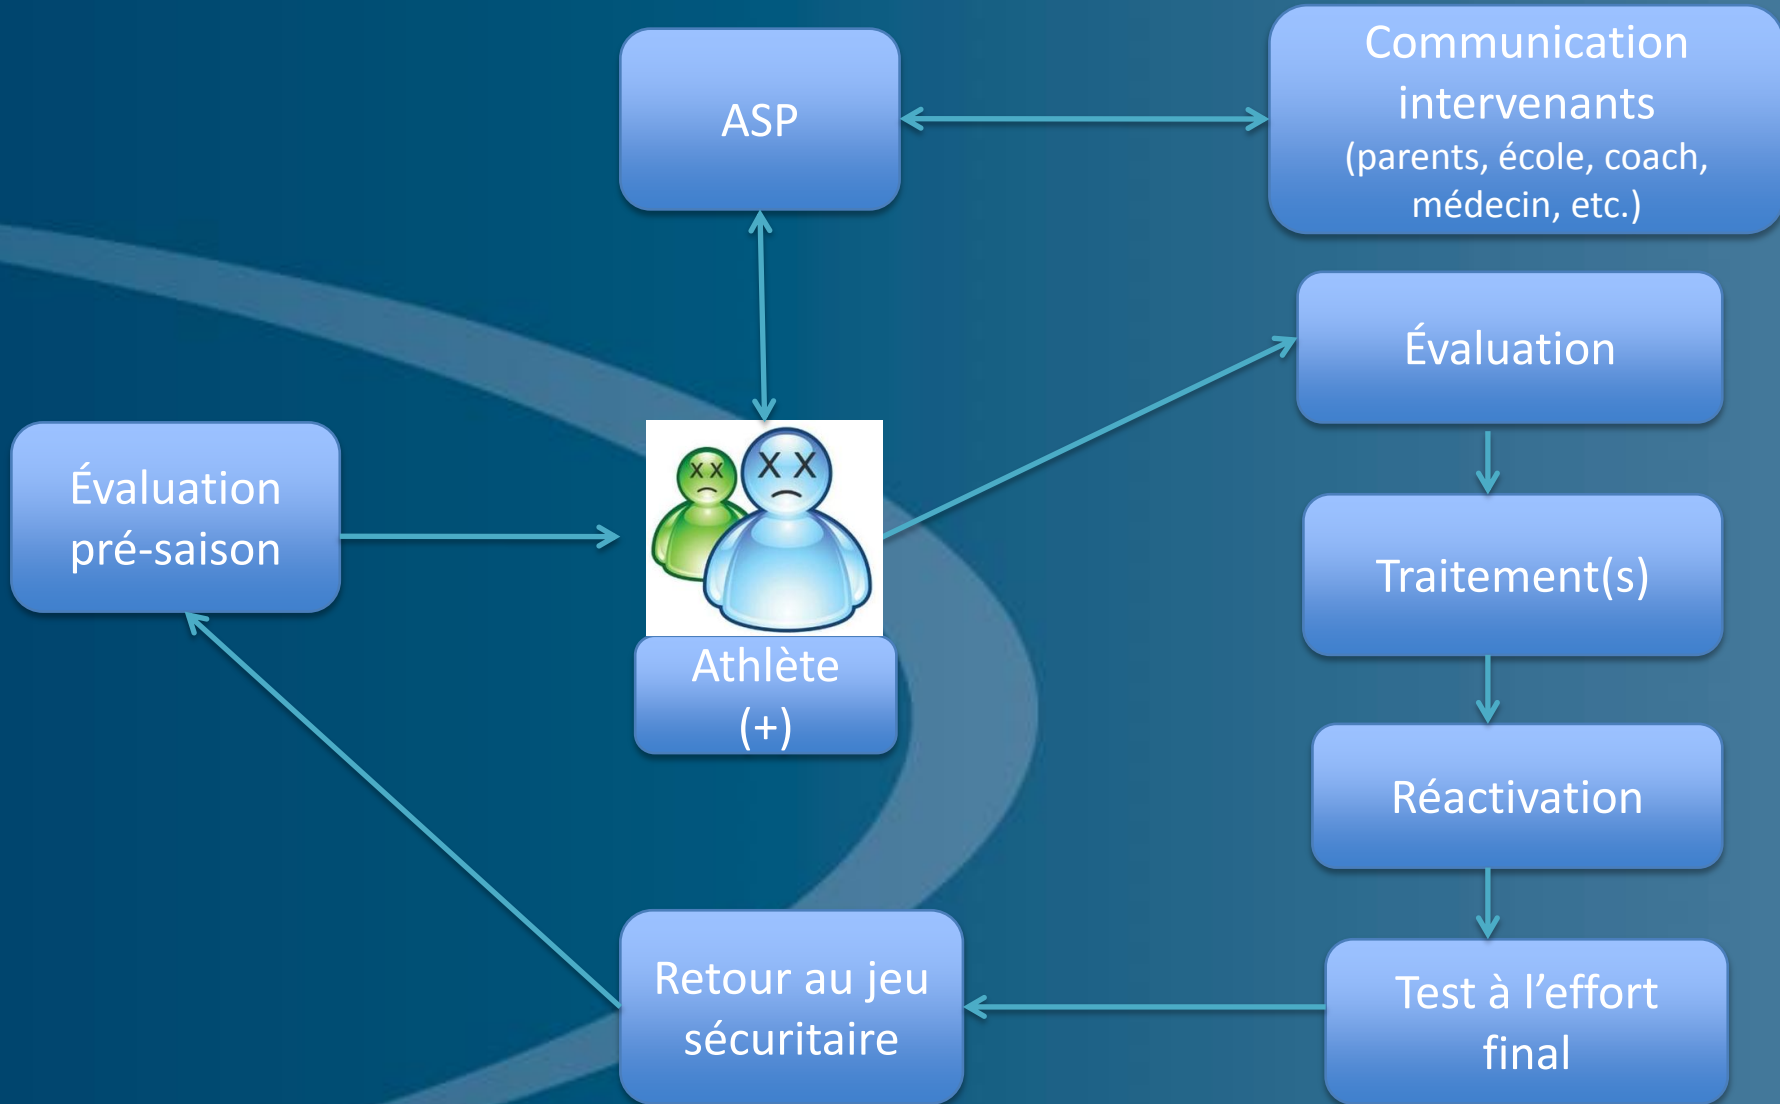 ASP
Communication
intervenants
(parents, école, coach,
médecin, etc.)
Évaluation
Évaluation
pré-saison
X X
X X
Traitement(s)
Athlète
(+)
Réactivation
Retour au jeu
sécuritaire
Test à l’effort
final